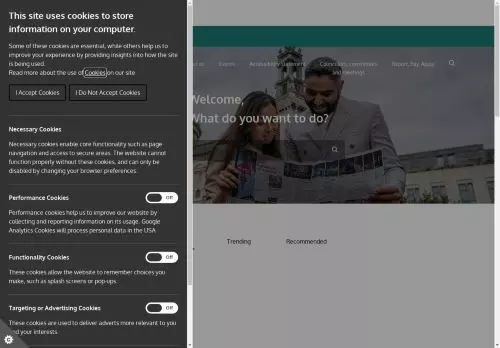 This site uses cookies to store
information on your computer.
Some of these cookies are essential, while others help us to
improve your experience by providing insights into how the site
is being used.
Read more about the use of Cookies on our site
I Accept Cookies
I Do Not Accept Cookies
Necessary Cookies
Necessary cookies enable core functionality such as page
navigation and access to secure areas. The website cannot
function properly without these cookies, and can only be
disabled by changing your browser preferences.
Performance Cookies
Off
Performance cookies help us to improve our website by
collecting and reporting information on its usage. Google
Analytics Cookies will process personal data in the USA
Functionality Cookies
Off
These cookies allow the website to remember choices you
make, such as splash screens or pop-ups.
Targeting or Advertising Cookies
Off
These cookies are used to deliver adverts more relevant to you
and your interests.
us
Events
Accessibility statement
Councillors, committees
and meetings
Report, Pay, Apply
Welcome,
What do you want to do?
Trending
Recommended